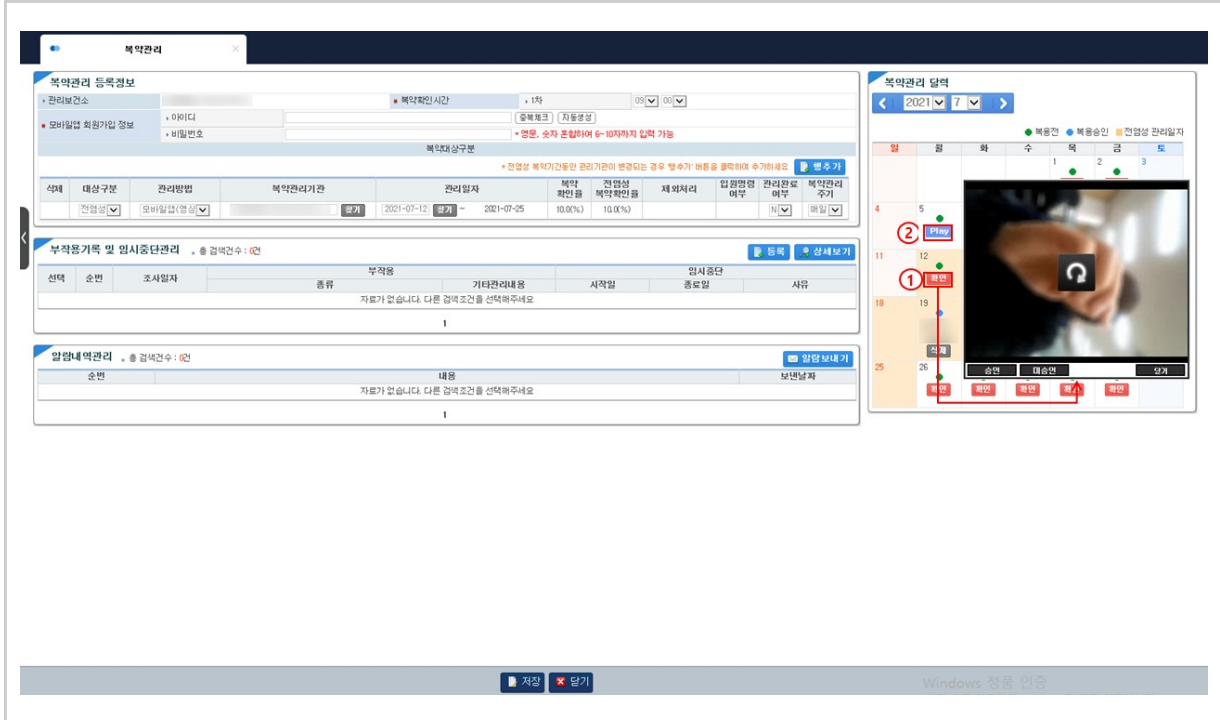 복약관리
복약관리 등록정보
관리보건소
복약확인시간
1차
09 00
모바일앱 회원가입 정보
아이디
중복체크 자동생성
비밀번호
* 영문, 숫자 혼합하여 6~10자까지 입력 가능
복약대상구분
* 전염성 복약기간동안 관리기관이 변경되는 경우 '행추가' 버튼을 클릭하여 추가하세요 행추가
삭제 대상구분 관리방법 복약관리기관 관리일자 복약확인율 전염성복약확인율 제외처리 입원명령여부 관리완료여부 복약관리주기
전염성 모바일앱(영상 찾기 2021-07-12 찾기 ~ 2021-07-25 10.0(%) 10.0(%) N 매일
부작용기록 및 임시중단관리 총 검색건수 : 0건 등록 상세보기
선택 순번 조사일자 부작용 임시중단
종류 기타관리내용 시작일 종료일 사유
자료가 없습니다. 다른 검색조건을 선택해주세요
1
알람내역관리 총 검색건수 : 0건 알람보내기
순번 내용 보낸날짜
자료가 없습니다. 다른 검색조건을 선택해주세요
1
복약관리 달력
2021 7
복용전 복용승인 전염성 관리일자
일 월 화 수 목 금 토
1 2 3
4 5
② Play
11 12
① 확인
18 19
삭제
25 26
승인 미승인 닫기
확인 확인 확인 확인 확인
저장 닫기
Windows 정품 인증